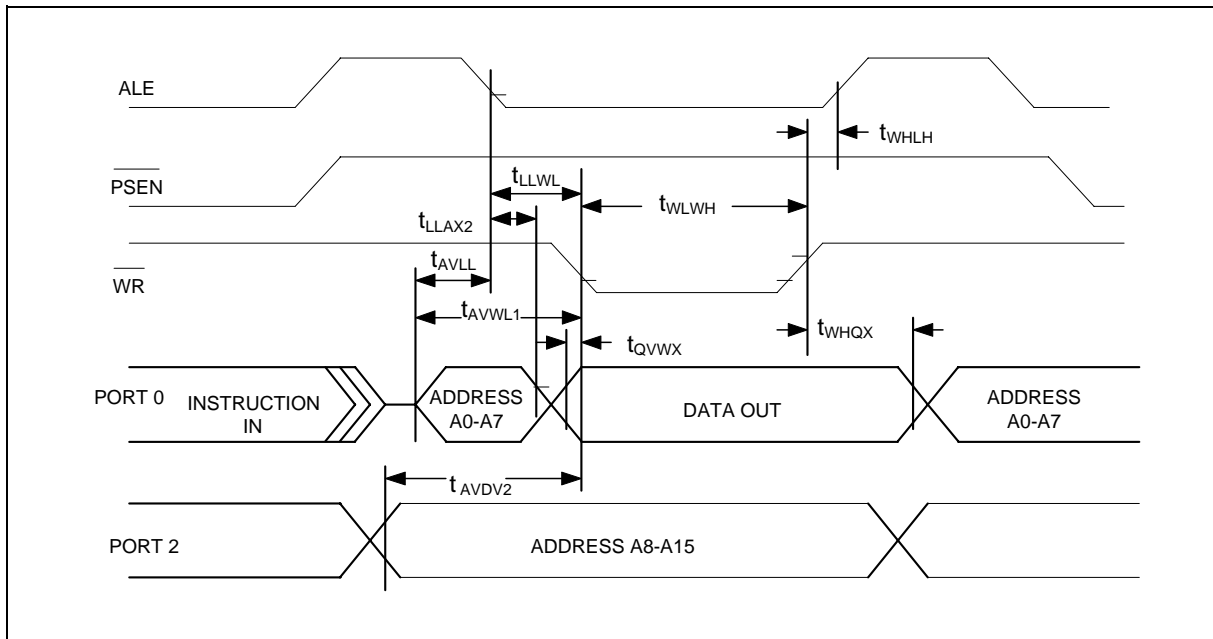 ALE
tWHLH
PSEN
tLLWL
tWLWH
tLLAX2
tAVLL
WR
tAVWL1
tWHQX
tQVWX
PORT 0
INSTRUCTION
IN
ADDRESS
A0-A7
DATA OUT
ADDRESS
A0-A7
t AVDV2
PORT 2
ADDRESS A8-A15